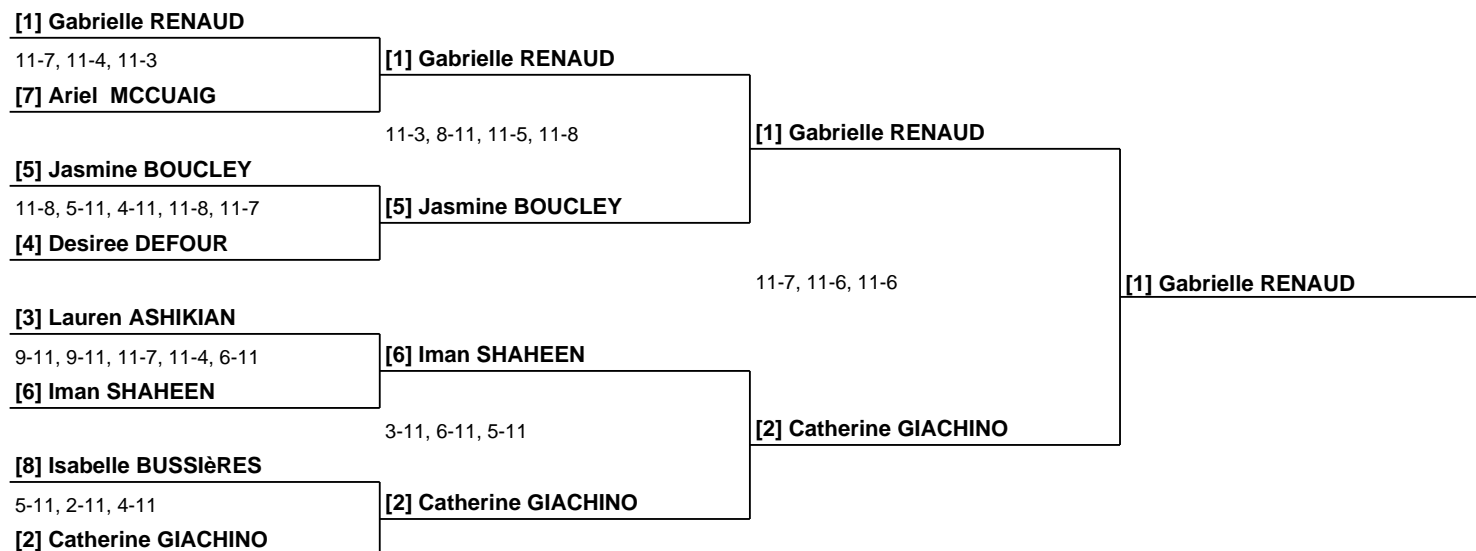 [1] Gabrielle RENAUD
11-7, 11-4, 11-3
[1] Gabrielle RENAUD
[7] Ariel  MCCUAIG
11-3, 8-11, 11-5, 11-8
[1] Gabrielle RENAUD
[5] Jasmine BOUCLEY
11-8, 5-11, 4-11, 11-8, 11-7
[5] Jasmine BOUCLEY
[4] Desiree DEFOUR
11-7, 11-6, 11-6
[1] Gabrielle RENAUD
[3] Lauren ASHIKIAN
9-11, 9-11, 11-7, 11-4, 6-11
[6] Iman SHAHEEN
[6] Iman SHAHEEN
3-11, 6-11, 5-11
[2] Catherine GIACHINO
[8] Isabelle BUSSIèRES
5-11, 2-11, 4-11
[2] Catherine GIACHINO
[2] Catherine GIACHINO